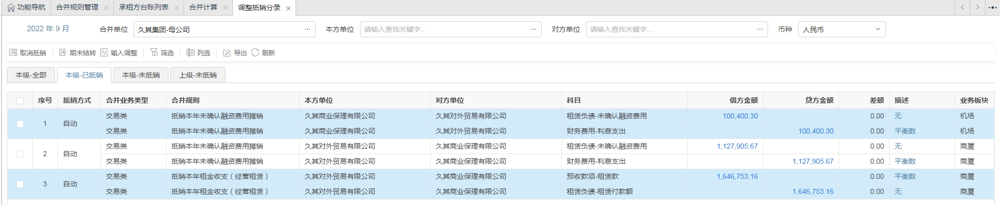 功能导航 合并规则管理 承租方台账列表 合并计算 调整抵销分录
2022 年 9 月 合并单位 久其集团-母公司 ... 本方单位 请输入查找关键字... ... 对方单位 请输入查找关键字... ... 币种 人民币
取消抵销 期末结转 输入调整 筛选 列选 导出 刷新
本级-全部 本级-已抵销 本级-未抵销 上级-未抵销
序号 抵销方式 合并业务类型 合并规则 本方单位 对方单位 科目 借方金额 贷方金额 差额 描述 业务板块
1 自动 交易类 抵销本年未确认融资费用摊销 久其商业保理有限公司 久其对外贸易有限公司 租赁负债-未确认融资费用 100,400.30 0.00 无 机场
交易类 抵销本年未确认融资费用摊销 久其商业保理有限公司 久其对外贸易有限公司 财务费用-利息支出 100,400.30 0.00 平衡数 机场
2 自动 交易类 抵销本年未确认融资费用摊销 久其对外贸易有限公司 久其商业保理有限公司 租赁负债-未确认融资费用 1,127,905.67 0.00 无 商厦
交易类 抵销本年未确认融资费用摊销 久其对外贸易有限公司 久其商业保理有限公司 财务费用-利息支出 1,127,905.67 0.00 平衡数 商厦
3 自动 交易类 抵销本年租金收支（经营租赁） 久其对外贸易有限公司 久其商业保理有限公司 预收款项-租赁款 1,646,753.16 0.00 平衡数 商厦
交易类 抵销本年租金收支（经营租赁） 久其对外贸易有限公司 久其商业保理有限公司 租赁负债-租赁付款额 1,646,753.16 0.00 无 商厦